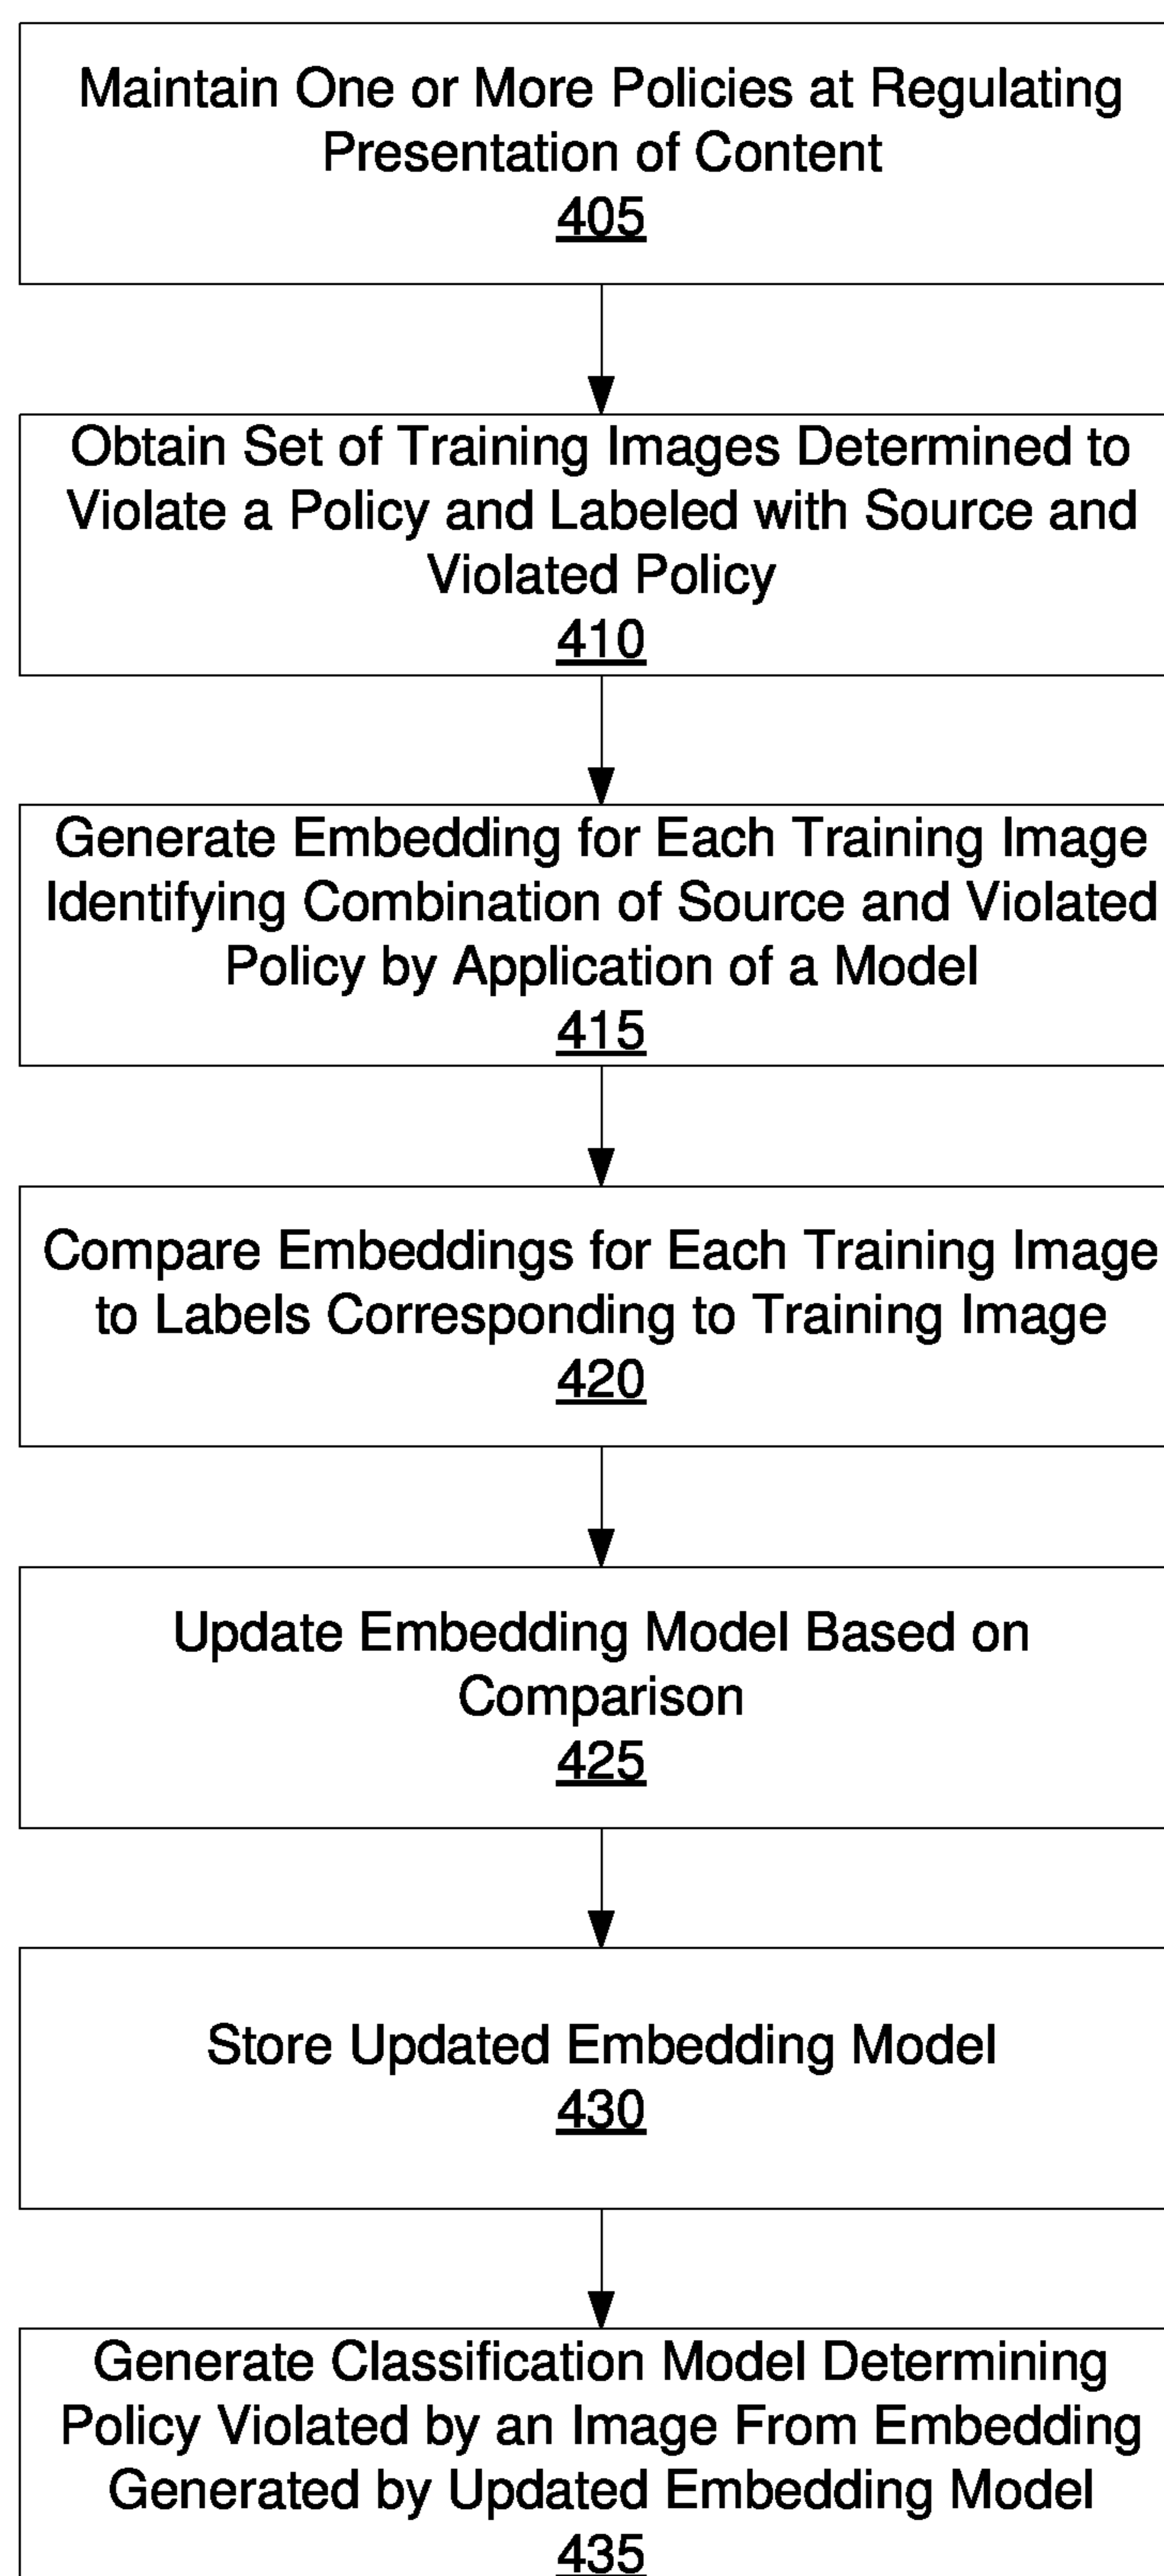 Maintain One or More Policies at Regulating
Presentation of Content
405
Obtain Set of Training Images Determined to
Violate a Policy and Labeled with Source and
Violated Policy
410
Generate Embedding for Each Training Image
Identifying Combination of Source and Violated
Policy by Application of a Model
415
Compare Embeddings for Each Training Image
to Labels Corresponding to Training Image
420
Update Embedding Model Based on
Comparison
425
Store Updated Embedding Model
430
Generate Classification Model Determining
Policy Violated by an Image From Embedding
Generated by Updated Embedding Model
435